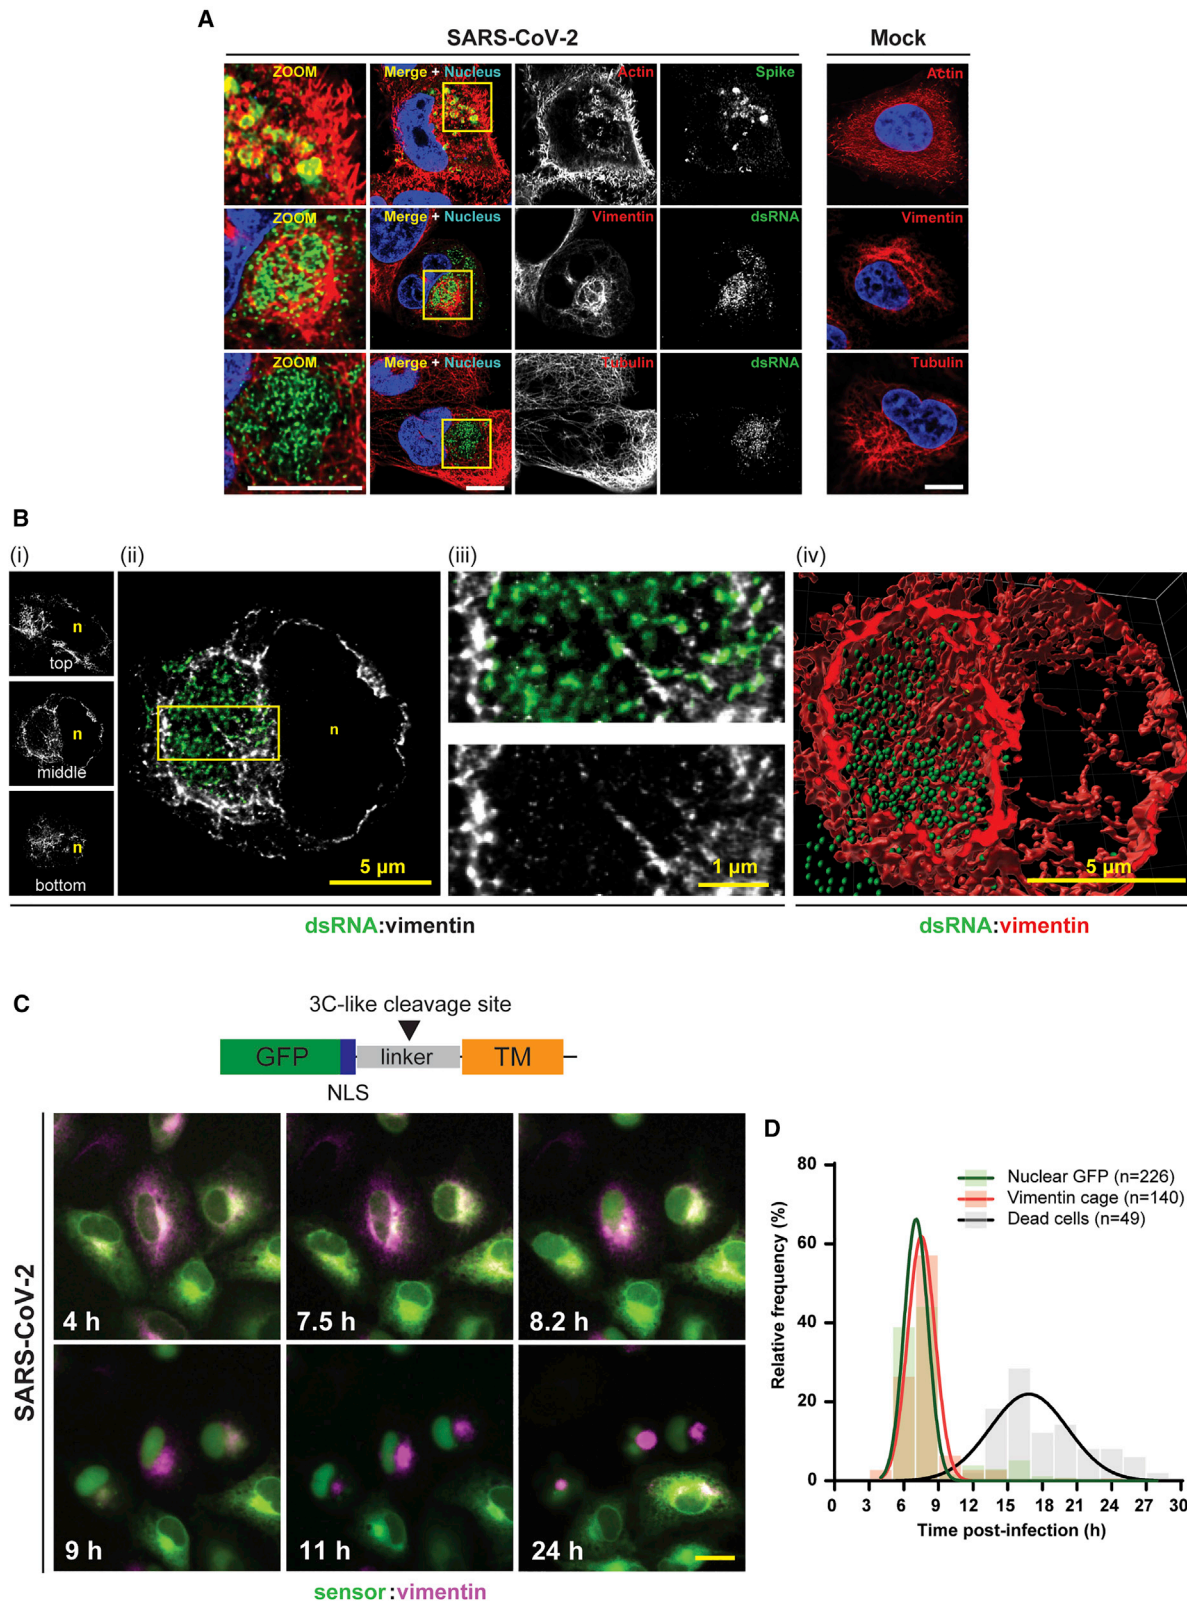 A
SARS-CoV-2
Mock
ZOOM
Merge + Nucleus
Actin
Spike
Actin
ZOOM
Merge + Nucleus
Vimentin
dsRNA
Vimentin
ZOOM
Merge + Nucleus
Tubulin
dsRNA
Tubulin
B
(i)
(ii)
(iii)
(iv)
n
top
n
middle
n
bottom
n
5 µm
1 µm
5 µm
dsRNA:vimentin
dsRNA:vimentin
C
3C-like cleavage site
GFP
linker
TM
NLS
SARS-CoV-2
4 h
7.5 h
8.2 h
9 h
11 h
24 h
sensor:vimentin
D
Relative frequency (%)
80
60
40
20
0
Nuclear GFP (n=226)
Vimentin cage (n=140)
Dead cells (n=49)
0 3 6 9 12 15 18 21 24 27 30
Time post-infection (h)